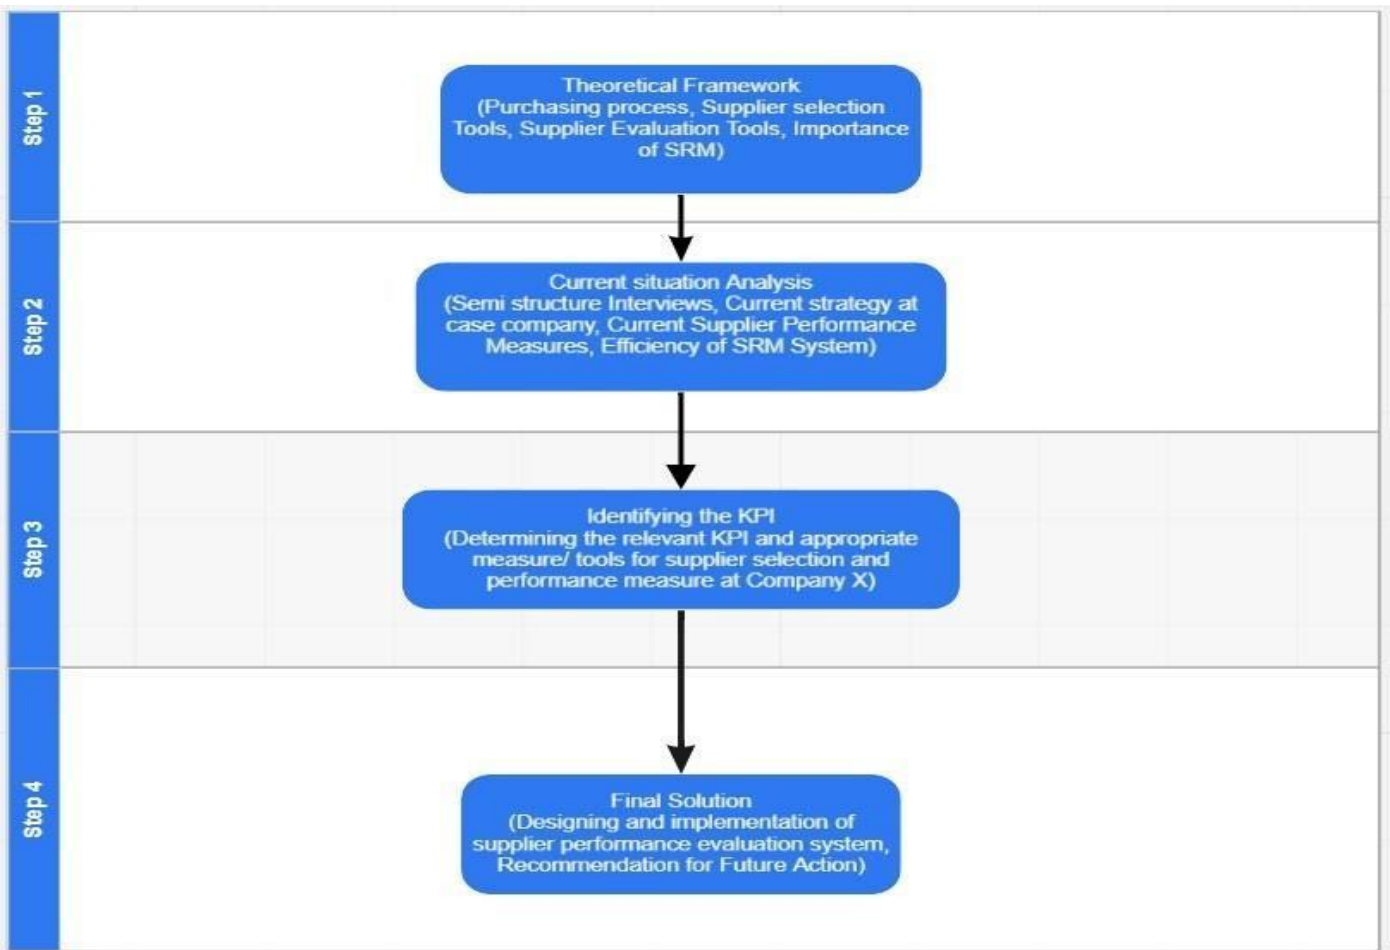 Step 1
Theoretical Framework
(Purchasing process, Supplier selection
Tools, Supplier Evaluation Tools, Importance
of SRM)
Step 2
Current situation Analysis
(Semi structure Interviews, Current strategy at
case company, Current Supplier Performance
Measures, Efficiency of SRM System)
Step 3
Identifying the KPI
(Determining the relevant KPI and appropriate
measure/ tools for supplier selection and
performance measure at Company X)
Step 4
Final Solution
(Designing and implementation of
supplier performance evaluation system,
Recommendation for Future Action)